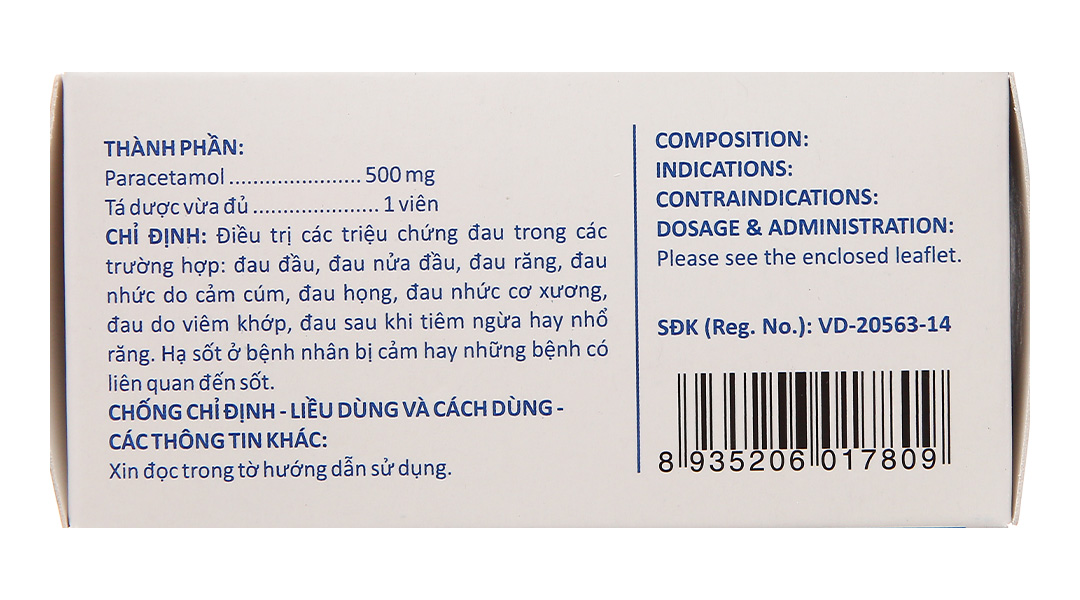 THÀNH PHẦN:
Paracetamol ...................... 500 mg
Tá dược vừa đủ ..................... 1 viên
CHỈ ĐỊNH: Điều trị các triệu chứng đau trong các
trường hợp: đau đầu, đau nửa đầu, đau răng, đau
nhức do cảm cúm, đau họng, đau nhức cơ xương,
đau do viêm khớp, đau sau khi tiêm ngừa hay nhổ
răng. Hạ sốt ở bệnh nhân bị cảm hay những bệnh có
liên quan đến sốt.
CHỐNG CHỈ ĐỊNH - LIỀU DÙNG VÀ CÁCH DÙNG -
CÁC THÔNG TIN KHÁC:
Xin đọc trong tờ hướng dẫn sử dụng.
COMPOSITION:
INDICATIONS:
CONTRAINDICATIONS:
DOSAGE & ADMINISTRATION:
Please see the enclosed leaflet.
SĐK (Reg. No.): VD-20563-14
8 935206 017809